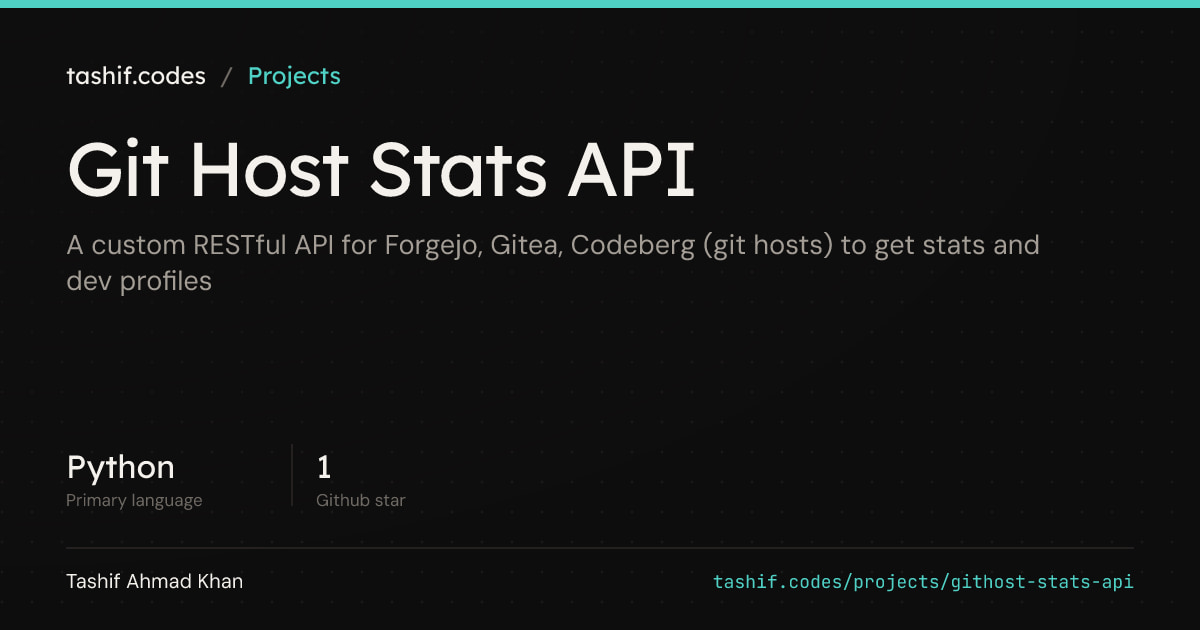 tashif.codes / Projects
Git Host Stats API
A custom RESTful API for Forgejo, Gitea, Codeberg (git hosts) to get stats and
dev profiles
Python
Primary language
1
Github star
Tashif Ahmad Khan
tashif.codes/projects/githost-stats-api